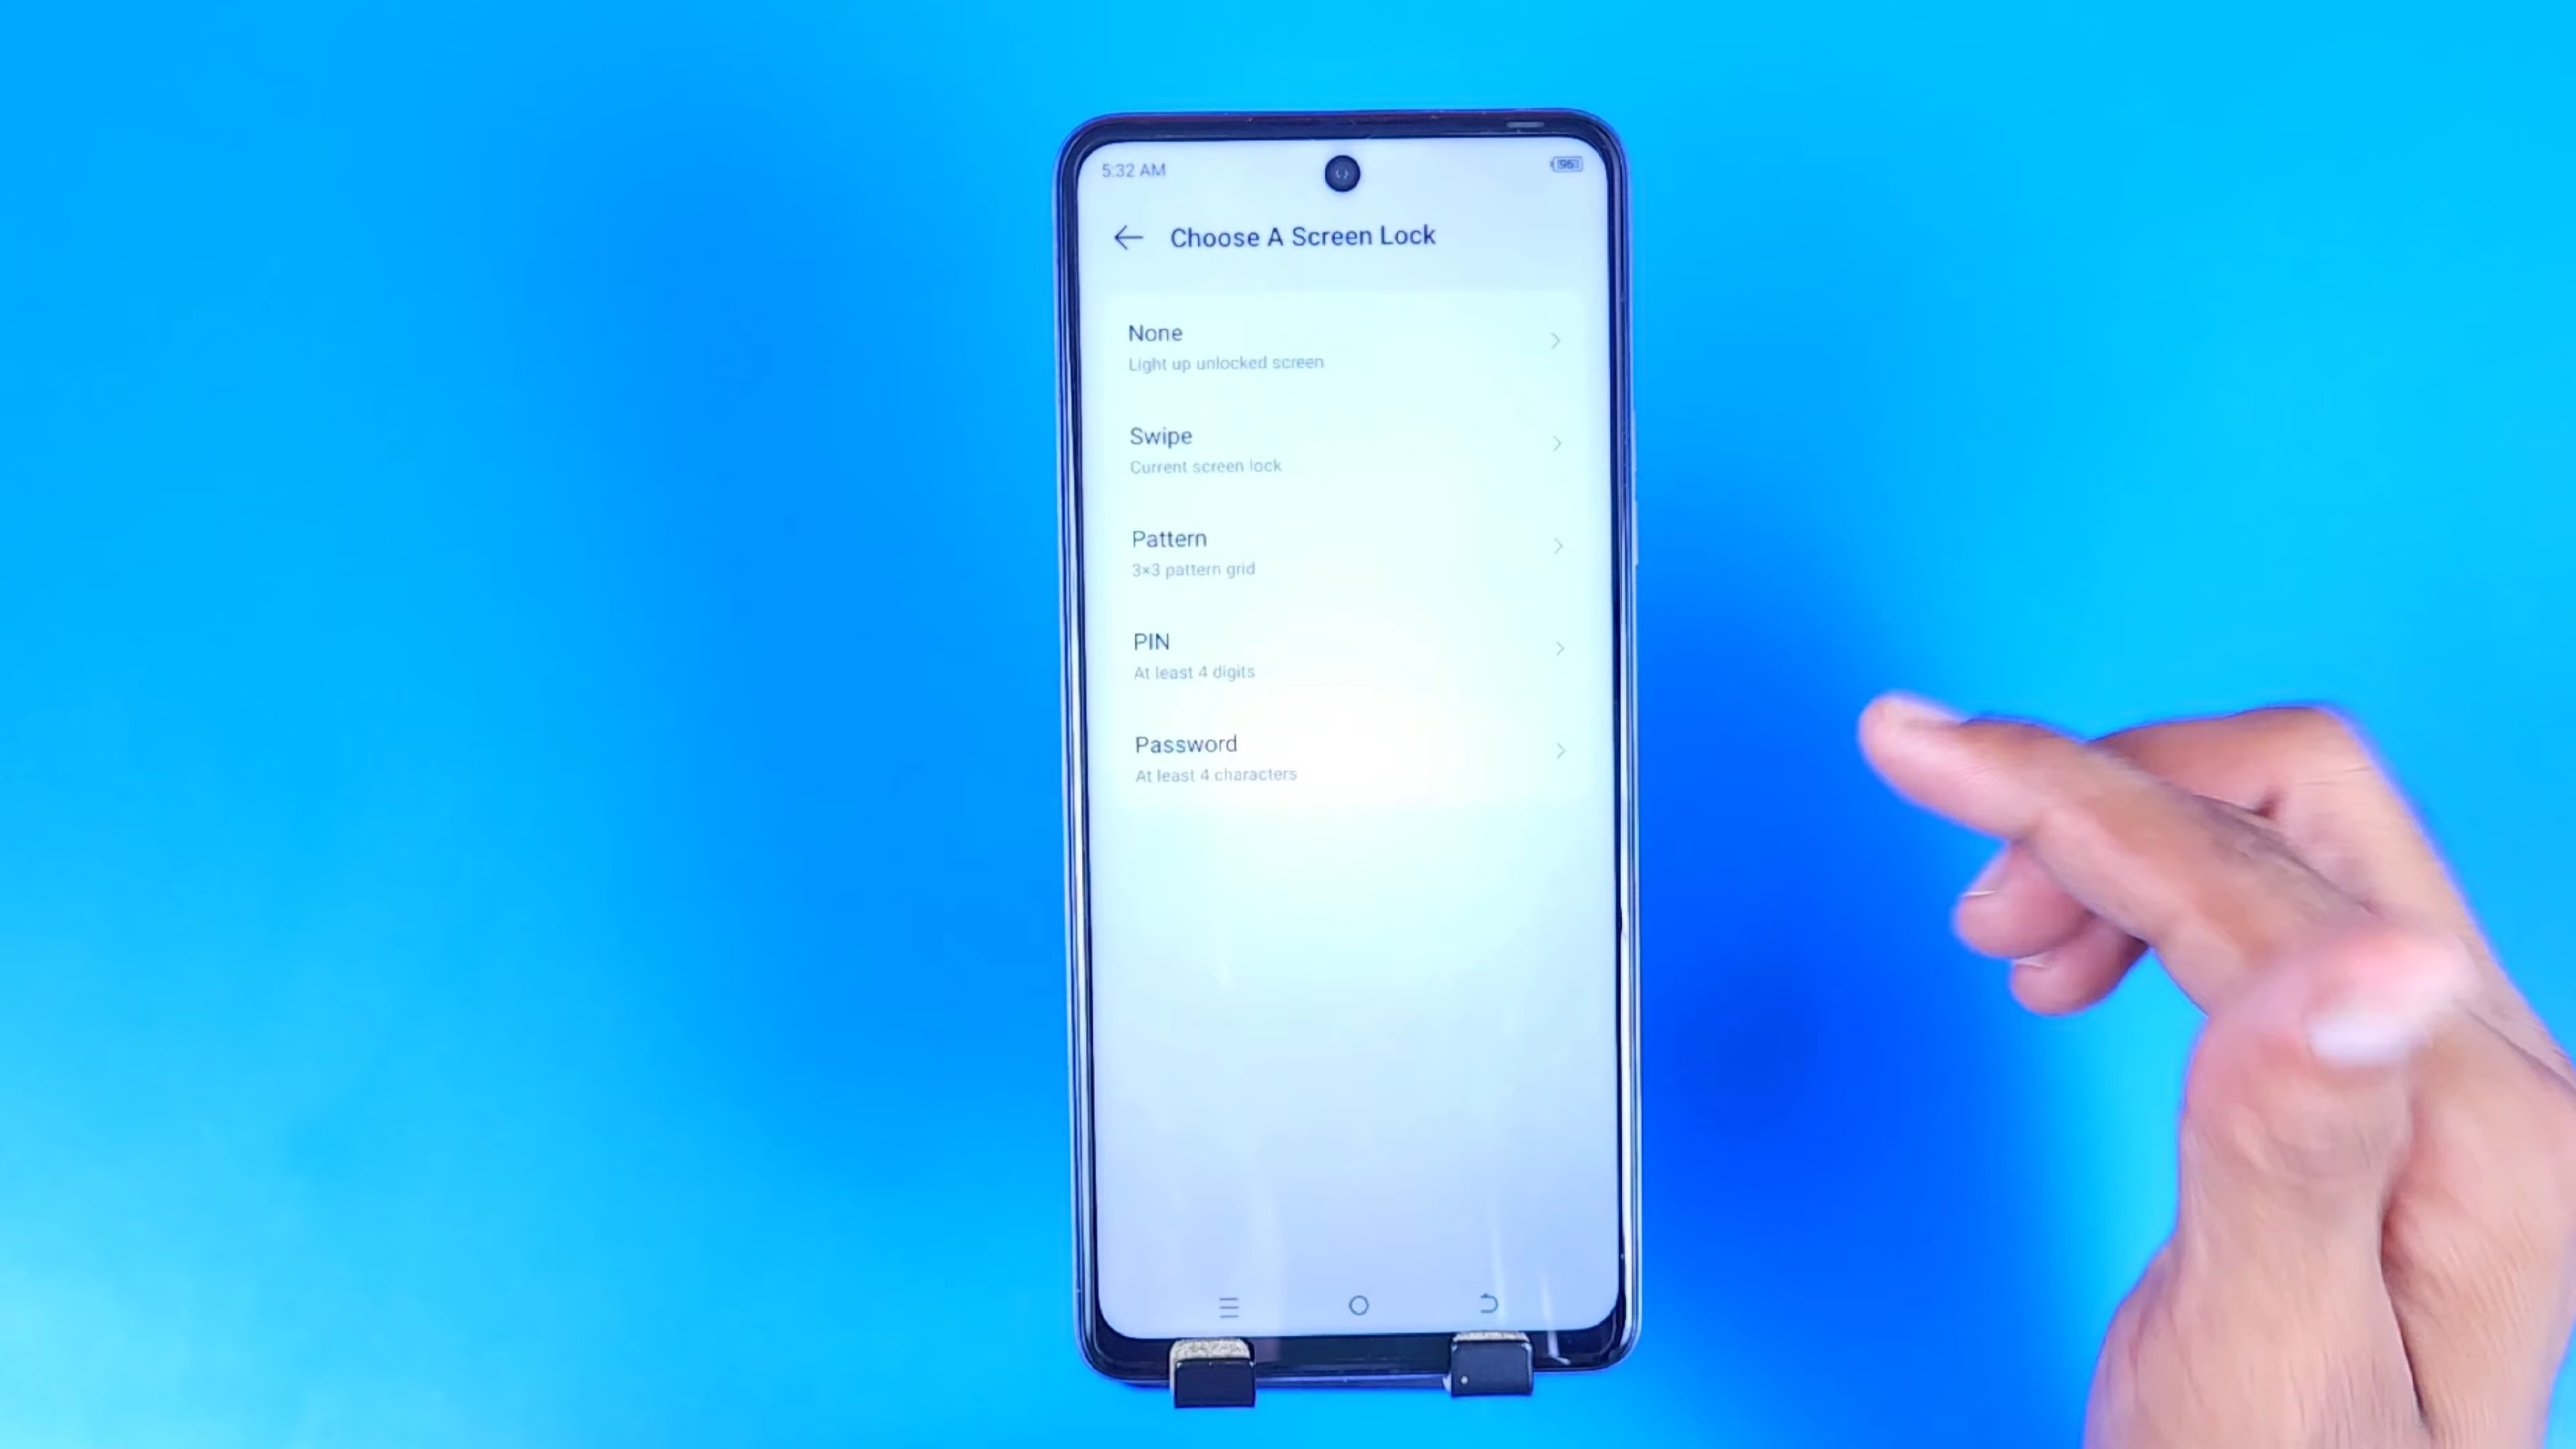 5:32 AM
96
Choose A Screen Lock
None
Light up unlocked screen
Swipe
Current screen lock
Pattern
3×3 pattern grid
PIN
At least 4 digits
Password
At least 4 characters